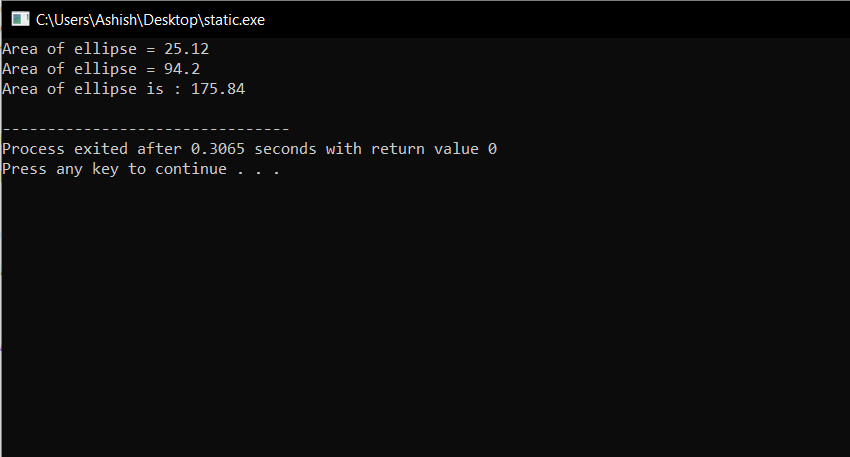 C:\Users\Ashish\Desktop\static.exe
Area of ellipse = 25.12
Area of ellipse = 94.2
Area of ellipse is : 175.84
--------------------------------
Process exited after 0.3065 seconds with return value 0
Press any key to continue . . .